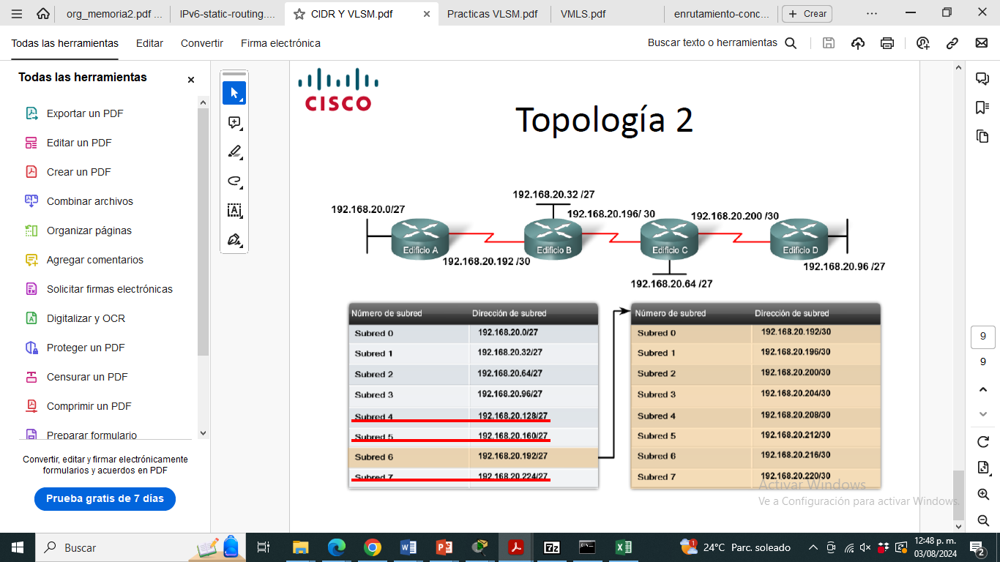 org_memoria2.pdf ...
IPv6-static-routing....
CIDR Y VLSM.pdf
Practicas VLSM.pdf
VMLS.pdf
enrutamiento-conc...
Crear
Todas las herramientas
Editar
Convertir
Firma electrónica
Buscar texto o herramientas
Todas las herramientas
Exportar un PDF
Editar un PDF
Crear un PDF
Combinar archivos
Organizar páginas
Agregar comentarios
Solicitar firmas electrónicas
Digitalizar y OCR
Proteger un PDF
Censurar un PDF
Comprimir un PDF
Preparar formulario
Convertir, editar y firmar electrónicamente
formularios y acuerdos en PDF
Prueba gratis de 7 días
CISCO
Topología 2
192.168.20.32 /27
192.168.20.0/27
192.168.20.196/ 30
192.168.20.200 /30
Edificio A
Edificio B
Edificio C
Edificio D
192.168.20.192 /30
192.168.20.96 /27
192.168.20.64 /27
Número de subred Dirección de subred
Subred 0 192.168.20.0/27
Subred 1 192.168.20.32/27
Subred 2 192.168.20.64/27
Subred 3 192.168.20.96/27
Subred 4 192.168.20.128/27
Subred 5 192.168.20.160/27
Subred 6 192.168.20.192/27
Subred 7 192.168.20.224/27
Número de subred Dirección de subred
Subred 0 192.168.20.192/30
Subred 1 192.168.20.196/30
Subred 2 192.168.20.200/30
Subred 3 192.168.20.204/30
Subred 4 192.168.20.208/30
Subred 5 192.168.20.212/30
Subred 6 192.168.20.216/30
Subred 7 192.168.20.220/30
Activar Windows
Ve a Configuración para activar Windows.
9
9
Buscar
24°C Parc. soleado
12:48 p. m.
03/08/2024
2